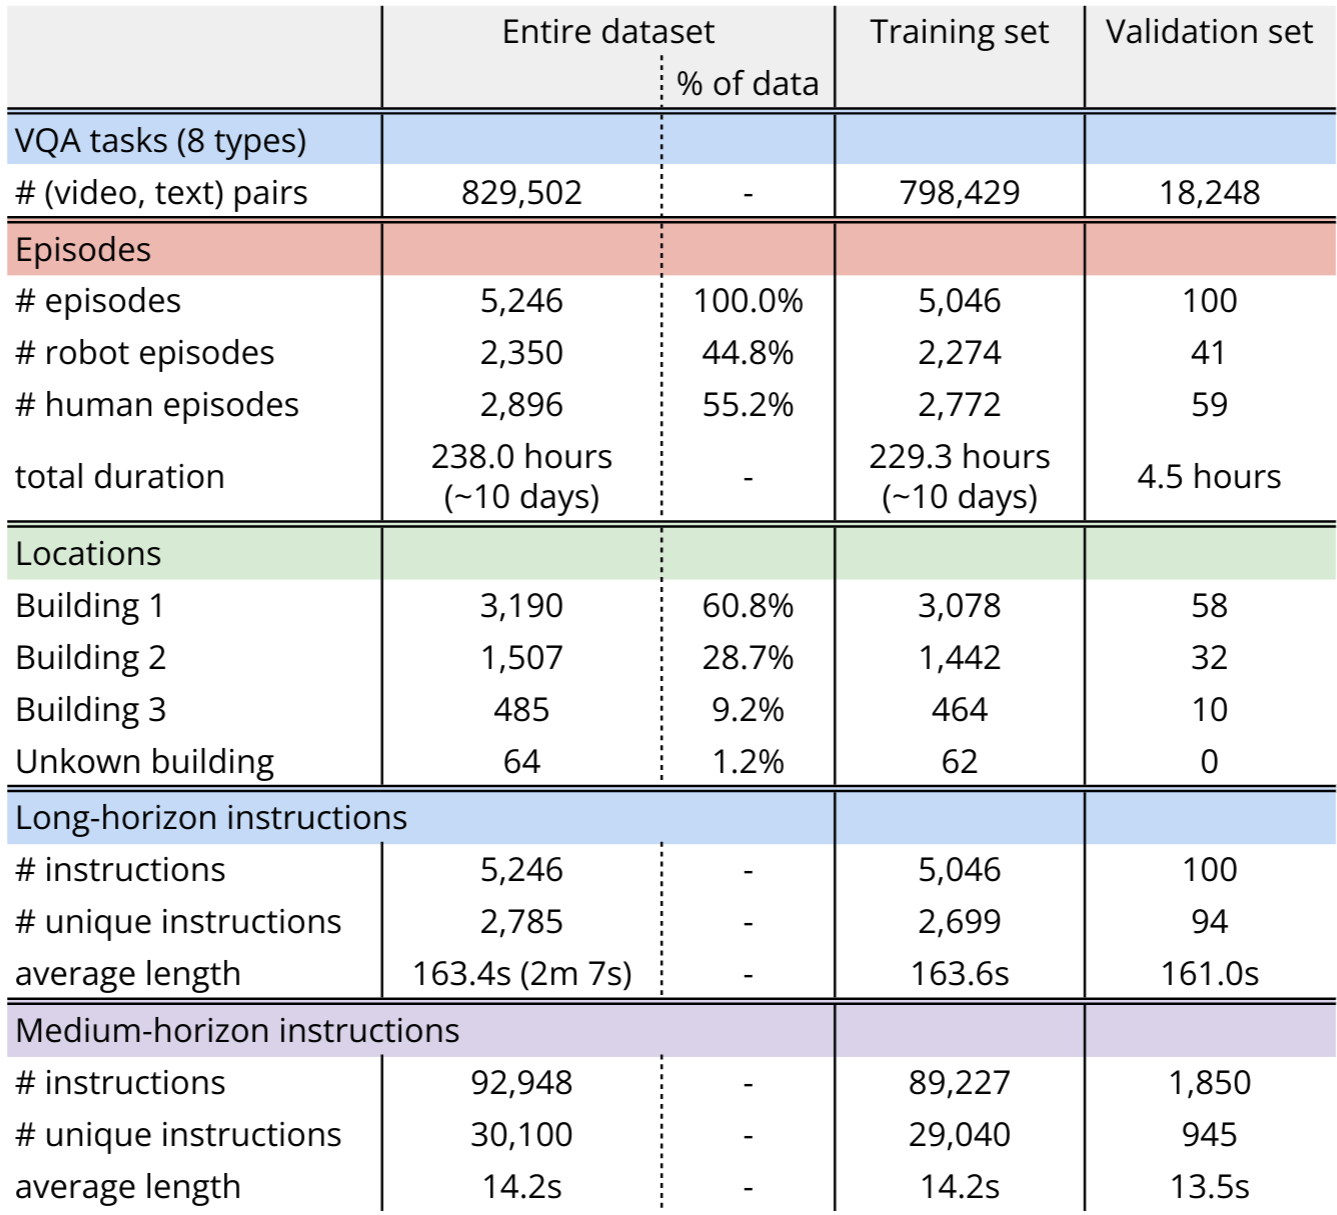 Entire dataset Training set Validation set
% of data
VQA tasks (8 types)
# (video, text) pairs 829,502 - 798,429 18,248
Episodes
# episodes 5,246 100.0% 5,046 100
# robot episodes 2,350 44.8% 2,274 41
# human episodes 2,896 55.2% 2,772 59
total duration 238.0 hours (~10 days) - 229.3 hours (~10 days) 4.5 hours
Locations
Building 1 3,190 60.8% 3,078 58
Building 2 1,507 28.7% 1,442 32
Building 3 485 9.2% 464 10
Unkown building 64 1.2% 62 0
Long-horizon instructions
# instructions 5,246 - 5,046 100
# unique instructions 2,785 - 2,699 94
average length 163.4s (2m 7s) - 163.6s 161.0s
Medium-horizon instructions
# instructions 92,948 - 89,227 1,850
# unique instructions 30,100 - 29,040 945
average length 14.2s - 14.2s 13.5s